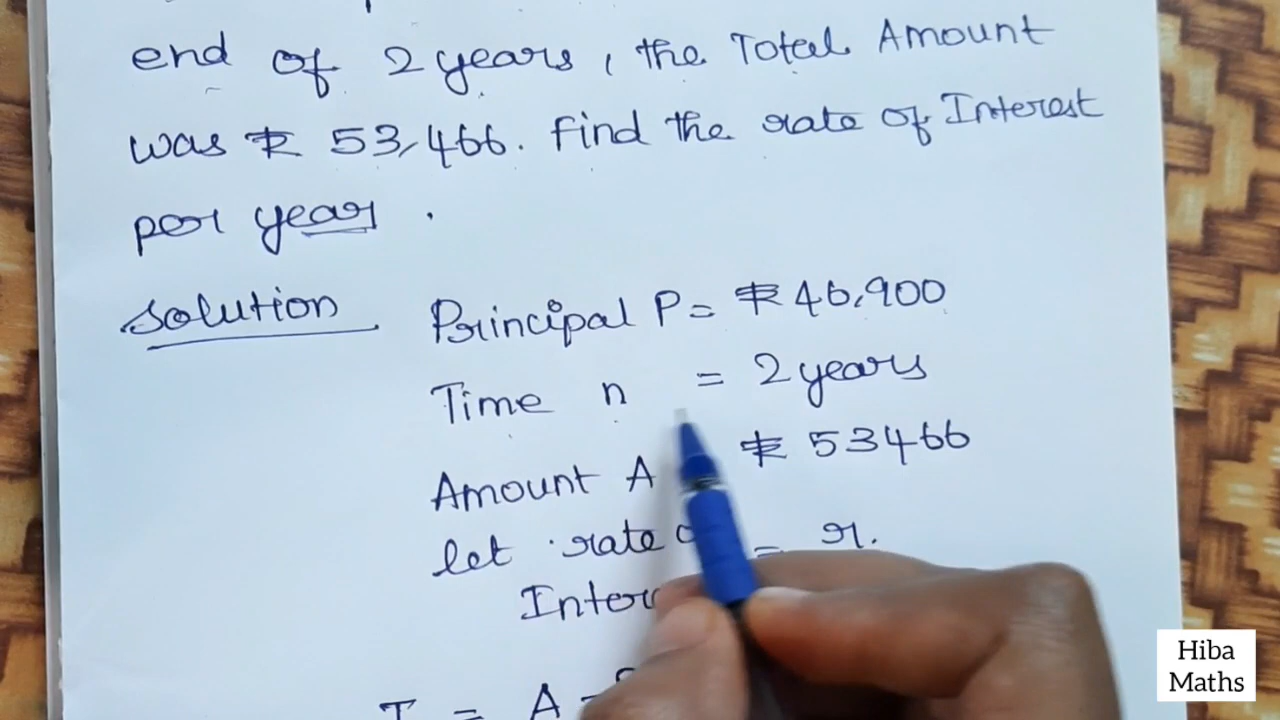 end of 2 years, the Total Amount
was ₹ 53,466. Find the rate of Interest
per year .
Solution
Principal P = ₹ 46,900
Time n = 2 years
Amount A ₹ 53466
let rate = r.
I = A -
Hiba
Maths